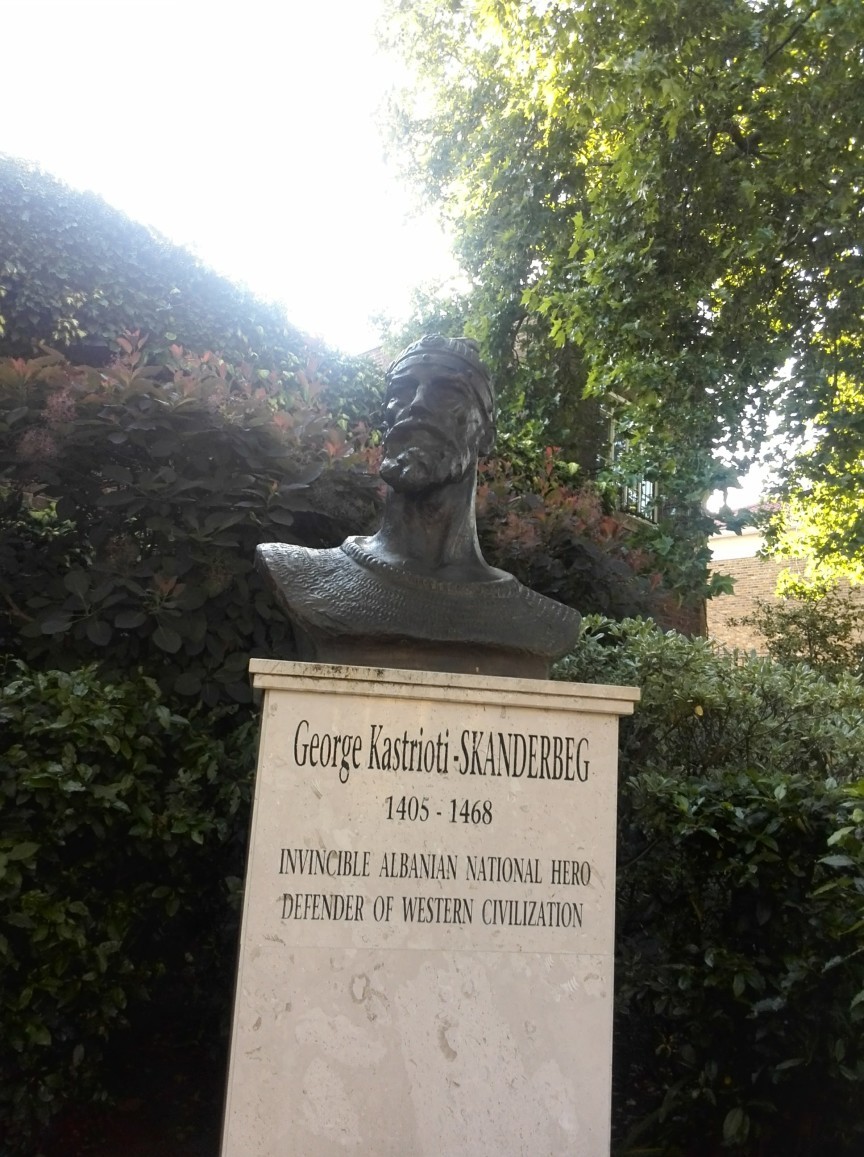 George Kastrioti-SKANDERBEG
1405 - 1468
INVINCIBLE ALBANIAN NATIONAL HERO
DEFENDER OF WESTERN CIVILIZATION